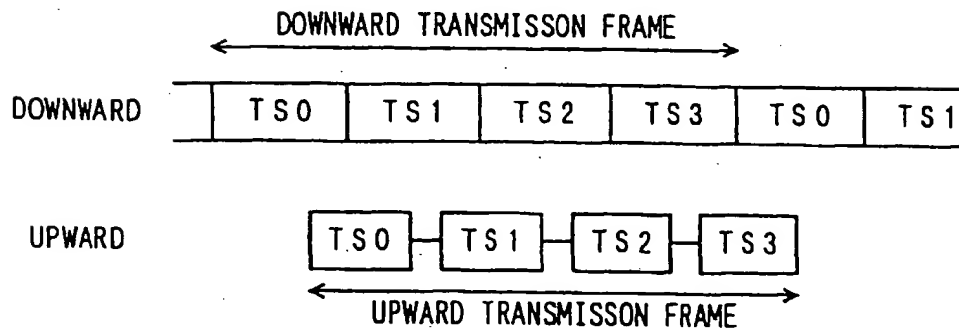 DOWNWARD TRANSMISSON FRAME
DOWNWARD TS0 TS1 TS2 TS3 TS0 TS1
UPWARD TS0 TS1 TS2 TS3
UPWARD TRANSMISSON FRAME